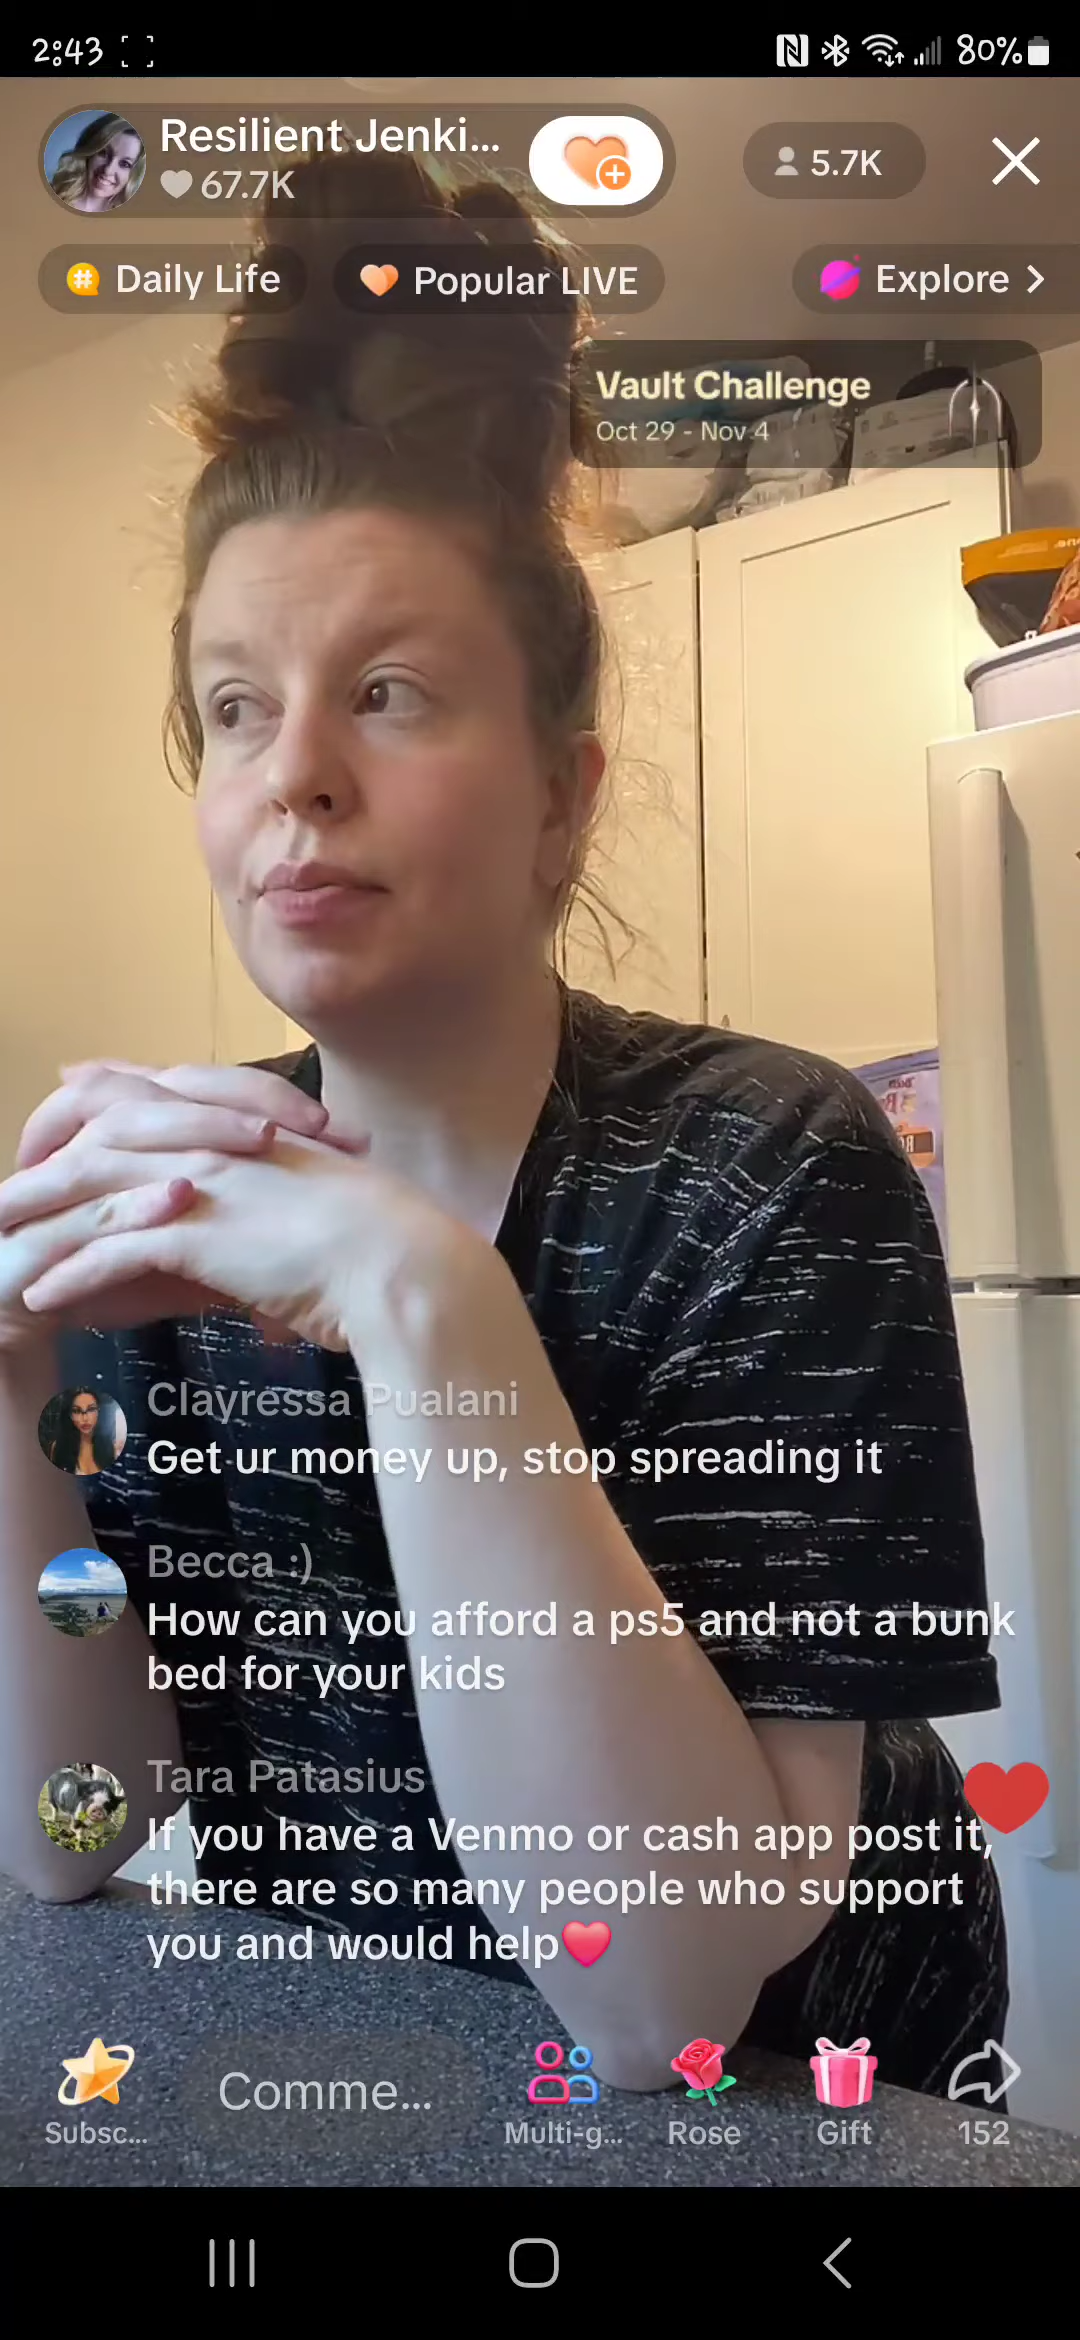 2:43
80%
Resilient Jenki...
67.7K
5.7K
Daily Life
Popular LIVE
Explore >
Vault Challenge
Oct 29 - Nov 4
Clayressa Pualani
Get ur money up, stop spreading it
Becca :)
How can you afford a ps5 and not a bunk
bed for your kids
Tara Patasius
If you have a Venmo or cash app post it,
there are so many people who support
you and would help❤️
Subsc...
Comme...
Multi-g...
Rose
Gift
152